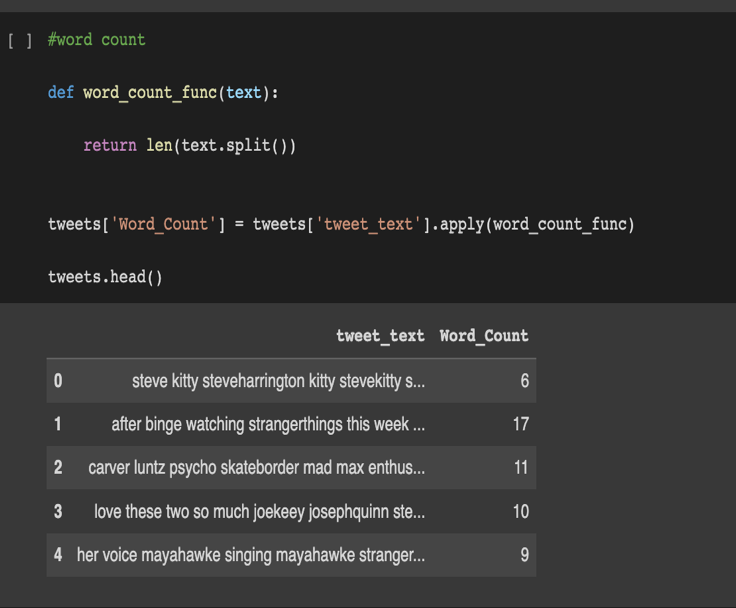 [ ] #word count
def word_count_func(text):
return len(text.split())
tweets['Word_Count'] = tweets['tweet_text'].apply(word_count_func)
tweets.head()
tweet_text Word_Count
0 steve kitty steveharrington kitty stevekitty s... 6
1 after binge watching strangerthings this week ... 17
2 carver luntz psycho skateborder mad max enthus... 11
3 love these two so much joekeey josephquinn ste... 10
4 her voice mayahawke singing mayahawke stranger... 9